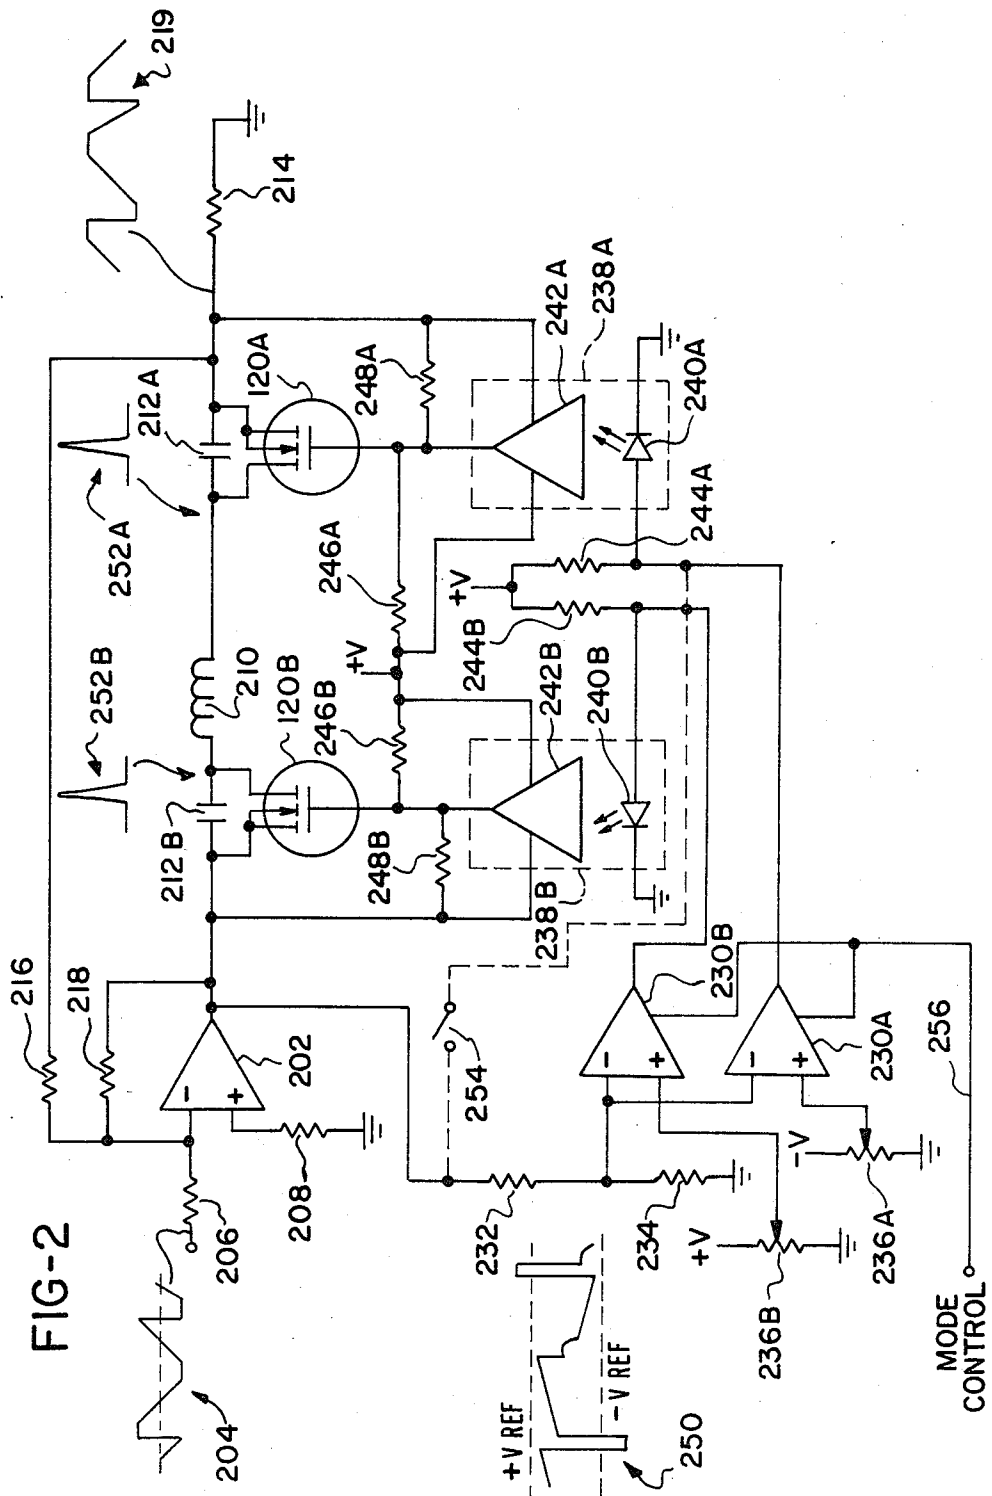 FIG-2
219
252A
212A
120A
214
252B
210
212B
120B
216
218
202
-
+
206
208
204
248A
246A
+V
246B
248B
242A
238A
240A
244A
+V
244B
242B
240B
238B
254
230B
-
+
230A
-
+
232
234
-V
236A
+V
236B
256
MODE
CONTROL
+V REF
-V REF
250